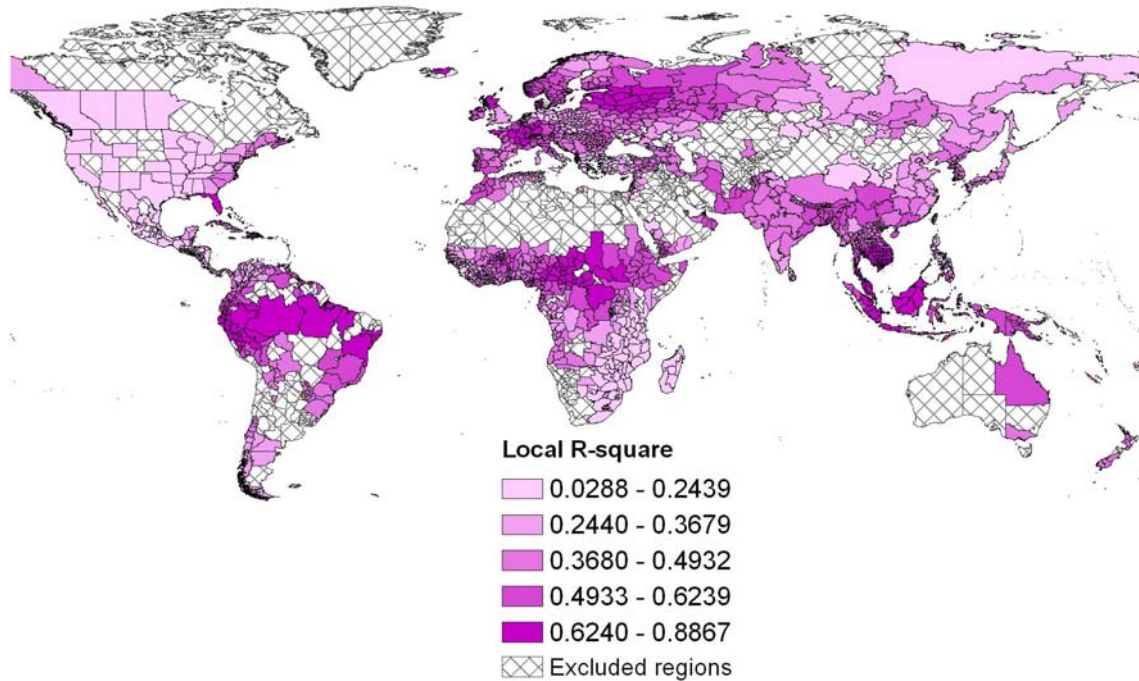 Local R-square
0.0288 - 0.2439
0.2440 - 0.3679
0.3680 - 0.4932
0.4933 - 0.6239
0.6240 - 0.8867
Excluded regions